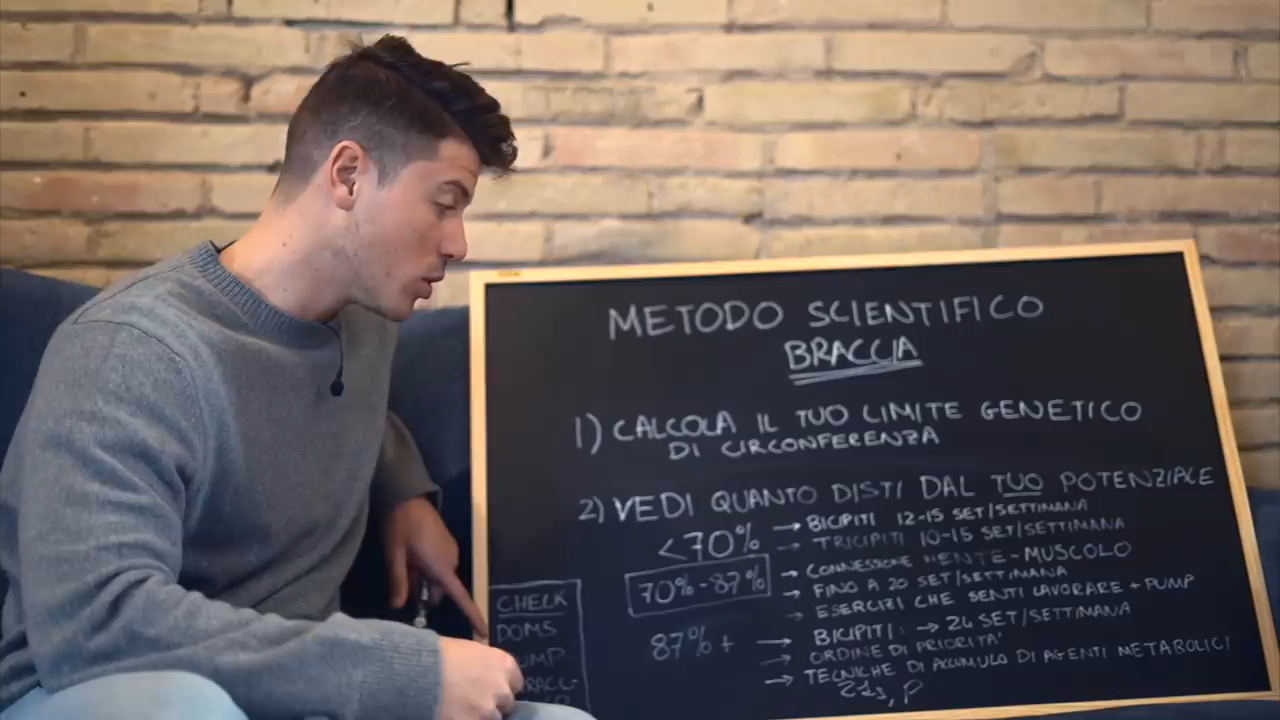 METODO SCIENTIFICO
BRACCIA
1) CALCOLA IL TUO LIMITE GENETICO
DI CIRCONFERENZA
2) VEDI QUANTO DISTI DAL TUO POTENZIALE
<70% → BICIPITI 12-15 SET/SETTIMANA
→ TRICIPITI 10-15 SET/SETTIMANA
70%-87% → CONNESSIONE MENTE-MUSCOLO
→ FINO A 20 SET/SETTIMANA
→ ESERCIZI CHE SENTI LAVORARE + PUMP
87% + → BICIPITI: → 24 SET/SETTIMANA
→ ORDINE DI PRIORITA'
→ TECNICHE DI ACCUMULO DI AGENTI METABOLICI
CHECK
DOMS
UMP